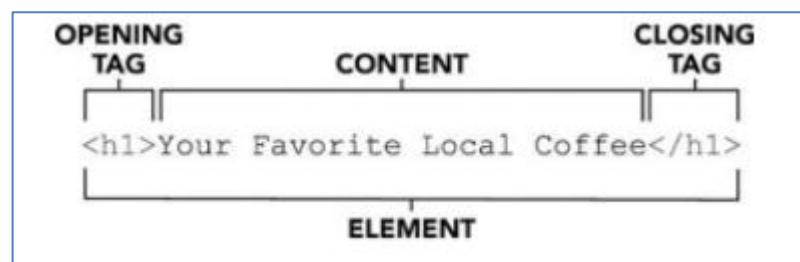 OPENING TAG
CONTENT
CLOSING TAG
<h1>Your Favorite Local Coffee</h1>
ELEMENT